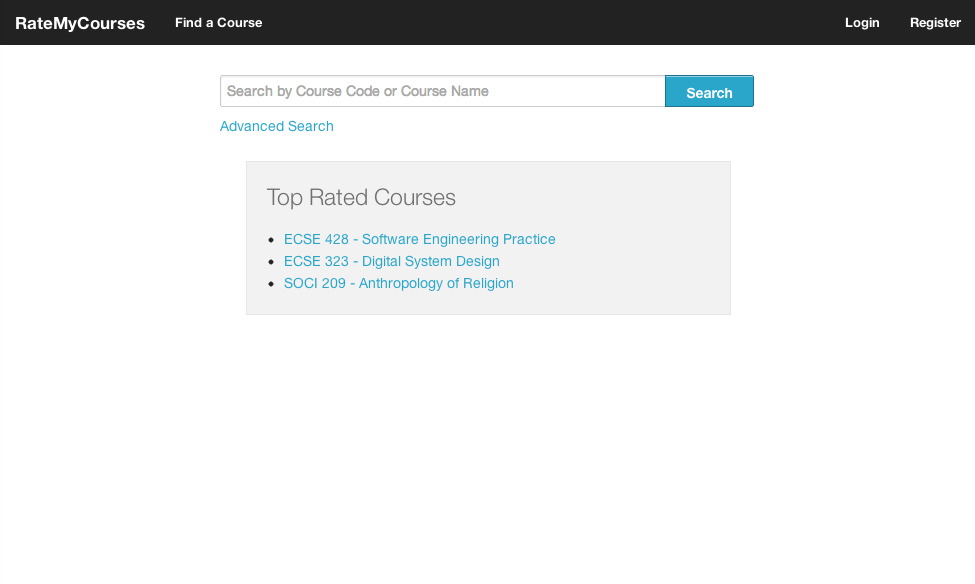 RateMyCourses Find a Course Login Register
Search by Course Code or Course Name Search
Advanced Search
Top Rated Courses
ECSE 428 - Software Engineering Practice
ECSE 323 - Digital System Design
SOCI 209 - Anthropology of Religion